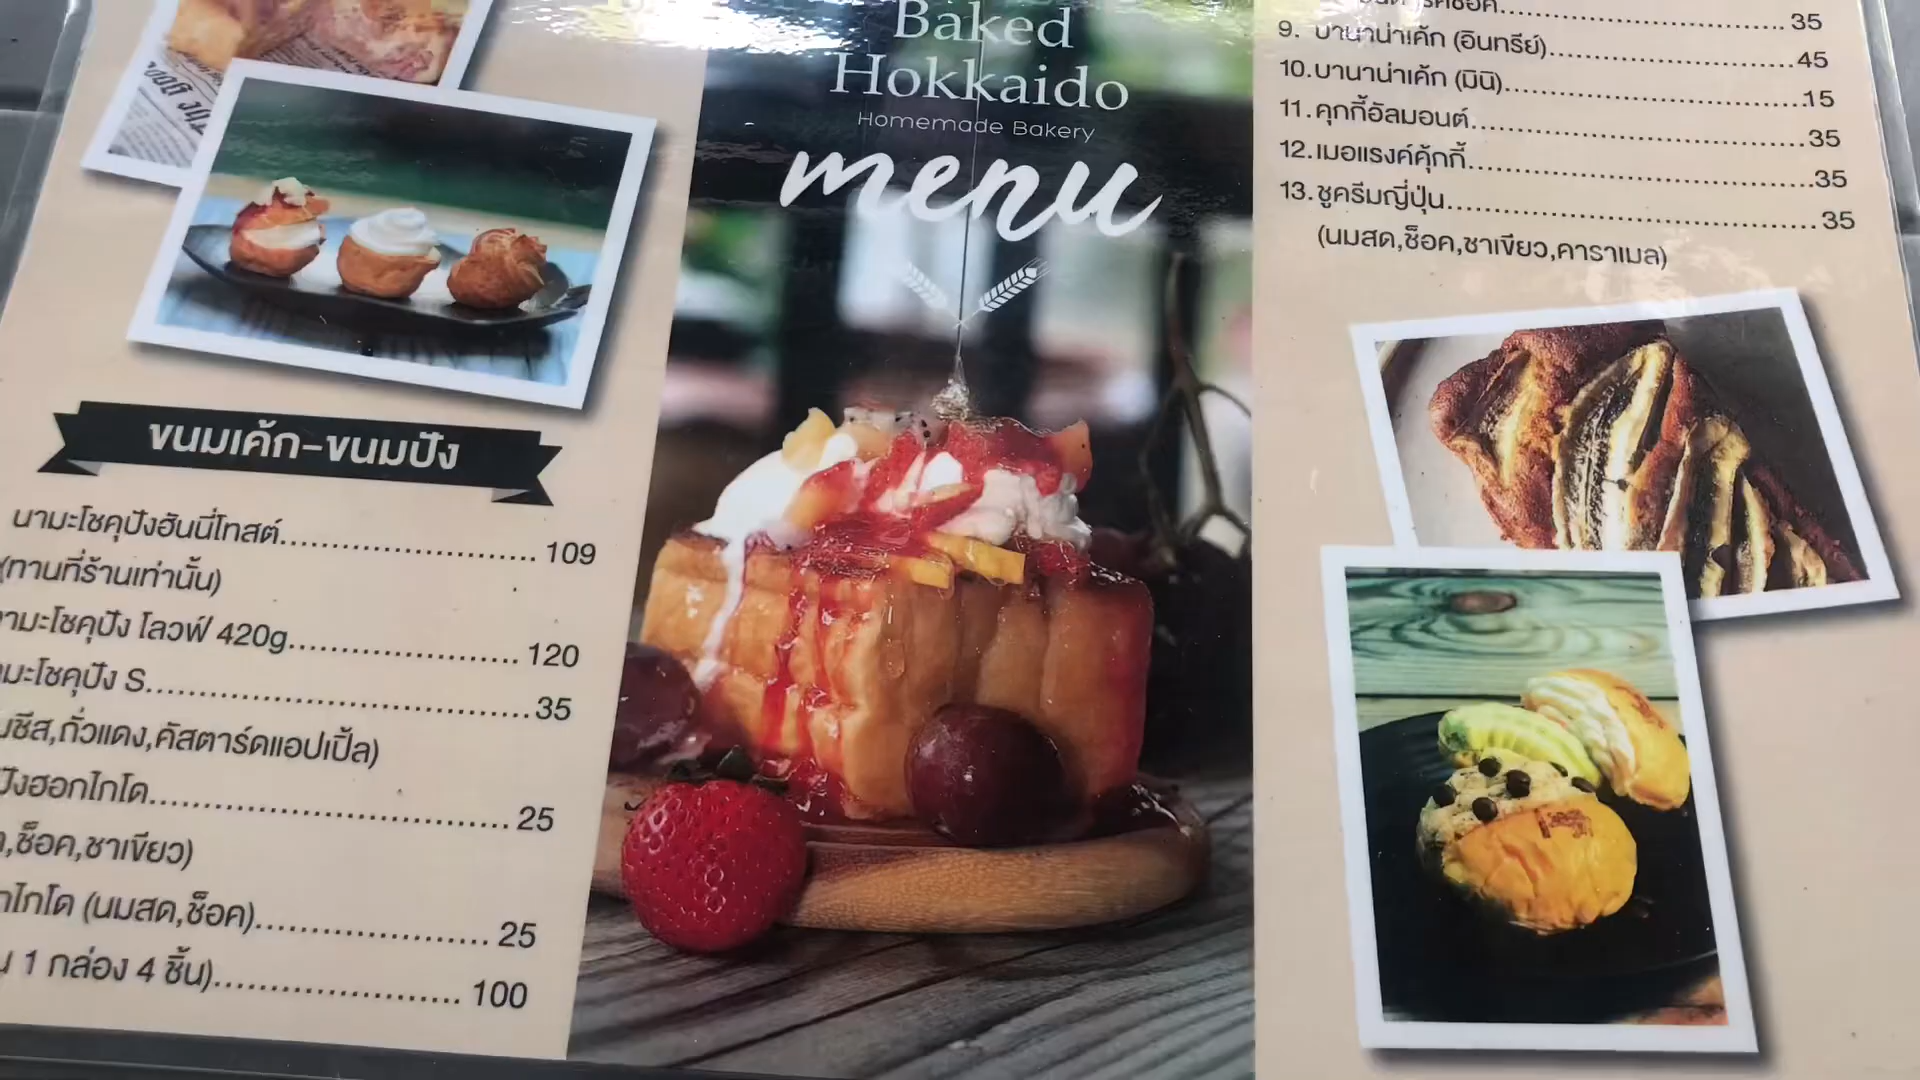 ขนมเค้ก-ขนมปัง
นามะโชคุปังฮันนี่โทสต์.............................. 109
(ทานที่ร้านเท่านั้น)
ามะโชคุปัง โลวฟ์ 420g........................... 120
มะโชคุปัง S.............................................35
ชีส,ถั่วแดง,คัสตาร์ดแอปเปิ้ล)
ปังฮอกไกโด.......................................... 25
,ช็อค,ชาเขียว)
กไกโด (นมสด,ช็อค)........................... 25
1 กล่อง 4 ชิ้น)............................. 100
Baked
Hokkaido
Homemade Bakery
menu
..................................35
9. บานาน่าเค้ก (อินทรีย์)...............................45
10.บานาน่าเค้ก (มินิ).....................................15
11.คุกกี้อัลมอนต์..........................................35
12.เมอแรงค์คุ้กกี้...........................................35
13.ชูครีมญี่ปุ่น..............................................35
(นมสด,ช็อค,ชาเขียว,คาราเมล)